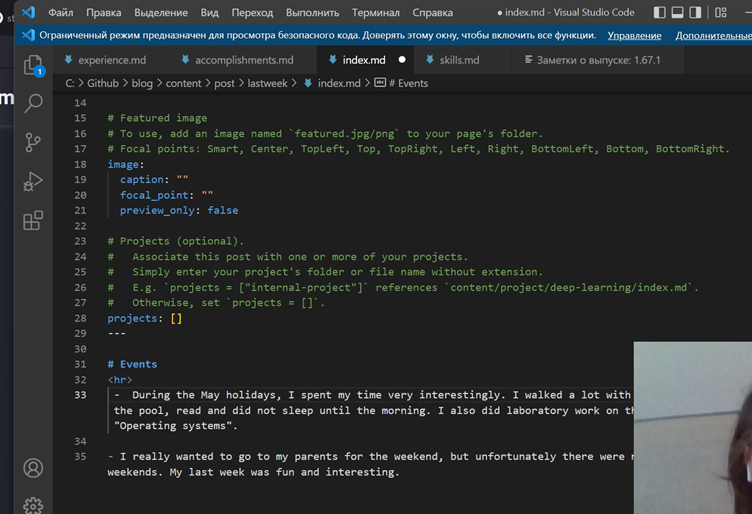 Файл Правка Выделение Вид Переход Выполнить Терминал Справка ● index.md - Visual Studio Code
Ограниченный режим предназначен для просмотра безопасного кода. Доверять этому окну, чтобы включить все функции. Управление Дополнительные
experience.md accomplishments.md index.md ● skills.md Заметки о выпуске: 1.67.1
C: > Github > blog > content > post > lastweek > index.md > # Events
14
15 # Featured image
16 # To use, add an image named `featured.jpg/png` to your page's folder.
17 # Focal points: Smart, Center, TopLeft, Top, TopRight, Left, Right, BottomLeft, Bottom, BottomRight.
18 image:
19 caption: ""
20 focal_point: ""
21 preview_only: false
22
23 # Projects (optional).
24 #   Associate this post with one or more of your projects.
25 #   Simply enter your project's folder or file name without extension.
26 #   E.g. `projects = ["internal-project"]` references `content/project/deep-learning/index.md`.
27 #   Otherwise, set `projects = []`.
28 projects: []
29 ---
30
31 # Events
32 <hr>
33 -  During the May holidays, I spent my time very interestingly. I walked a lot with
the pool, read and did not sleep until the morning. I also did laboratory work on
"Operating systems".
34
35 - I really wanted to go to my parents for the weekend, but unfortunately there were
weekends. My last week was fun and interesting.
1